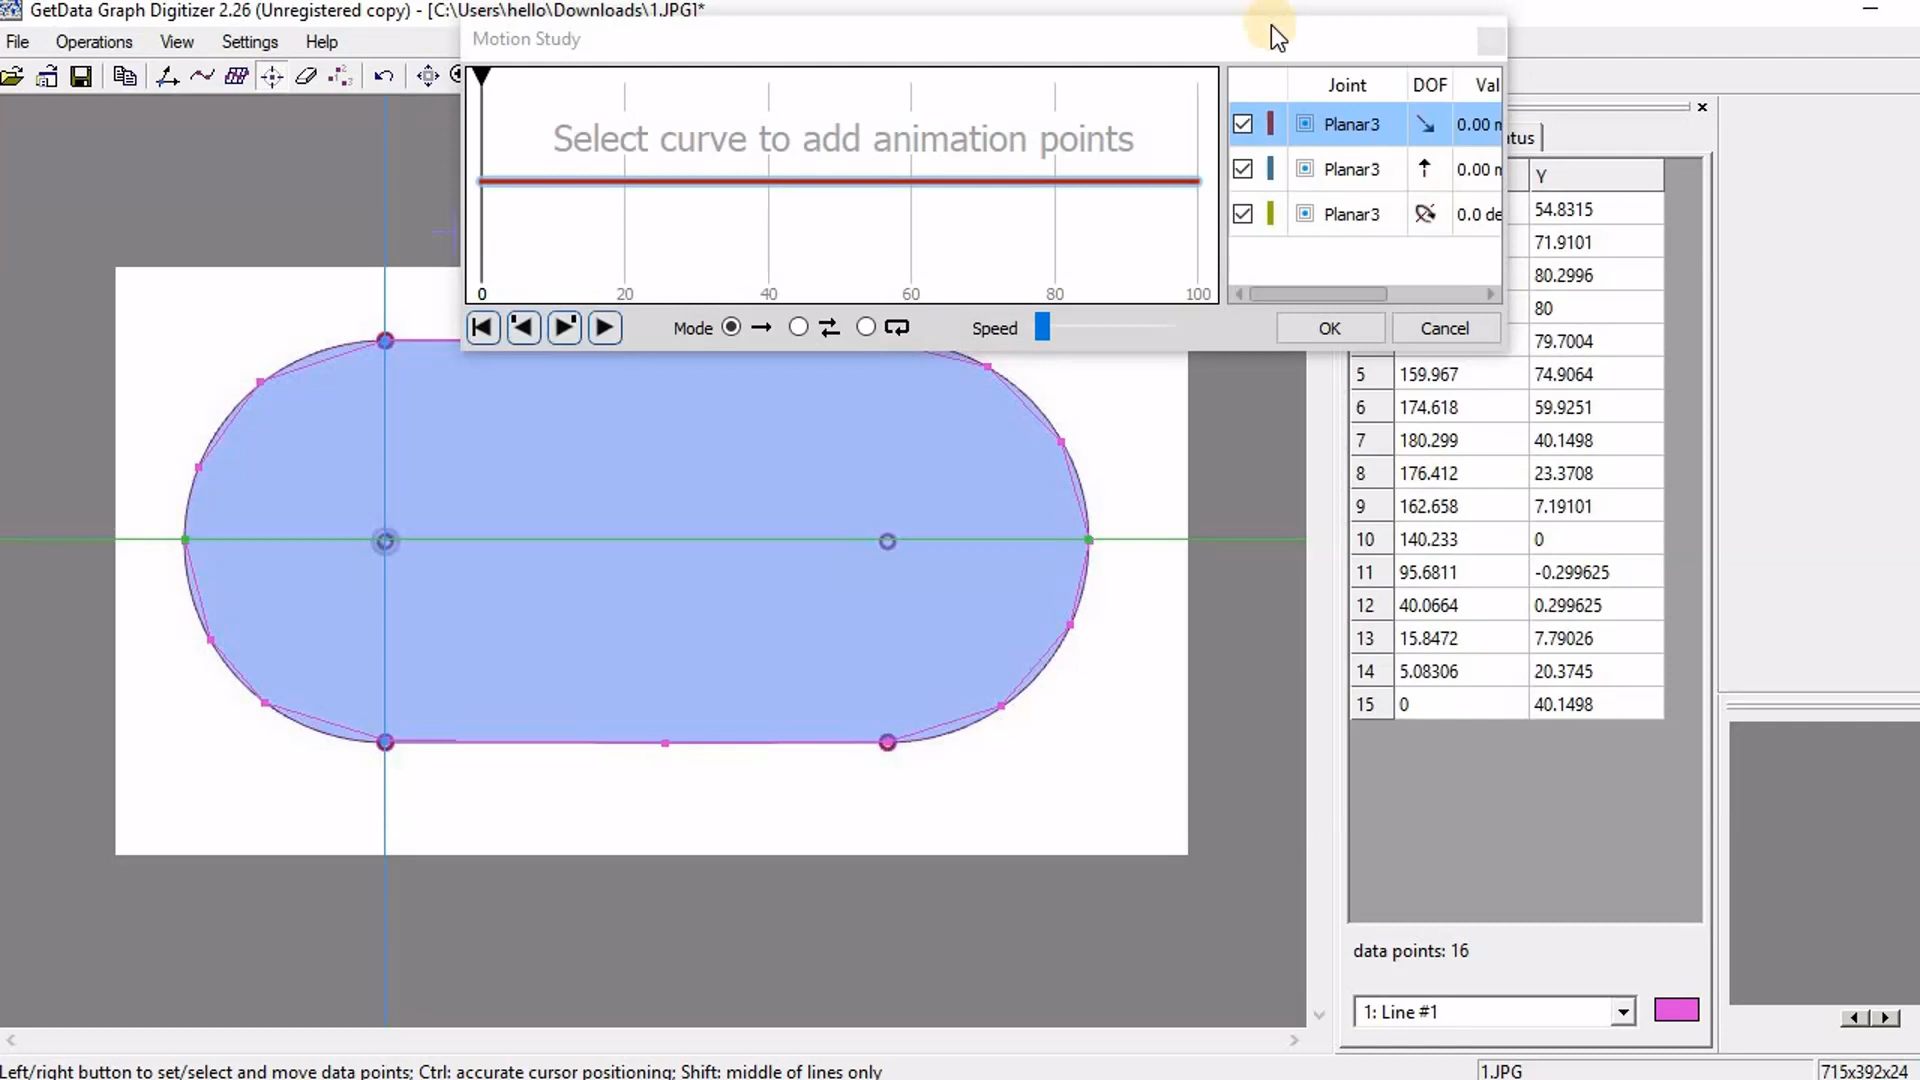 GetData Graph Digitizer 2.26 (Unregistered copy) - [C:\Users\hello\Downloads\1.JPG]*
File Operations View Settings Help
Motion Study
Select curve to add animation points
0 20 40 60 80 100
Joint DOF Val
Planar3 0.00 m
Planar3 0.00 m
Planar3 0.0 de
Mode Speed OK Cancel
Y
54.8315
71.9101
80.2996
80
79.7004
5 159.967 74.9064
6 174.618 59.9251
7 180.299 40.1498
8 176.412 23.3708
9 162.658 7.19101
10 140.233 0
11 95.6811 -0.299625
12 40.0664 0.299625
13 15.8472 7.79026
14 5.08306 20.3745
15 0 40.1498
data points: 16
1: Line #1
Left/right button to set/select and move data points; Ctrl: accurate cursor positioning; Shift: middle of lines only
1.JPG
715x392x24